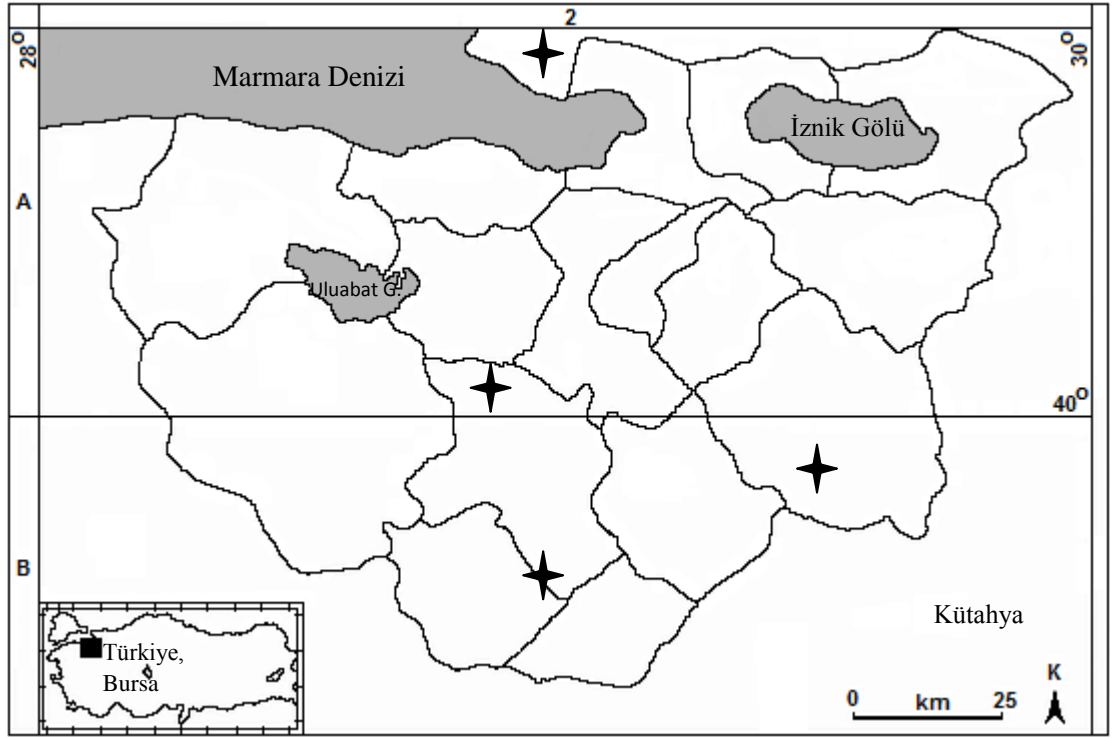 2
28°
30°
Marmara Denizi
İznik Gölü
A
Uluabat G.
40°
B
Kütahya
Türkiye,
Bursa
K
0 km 25